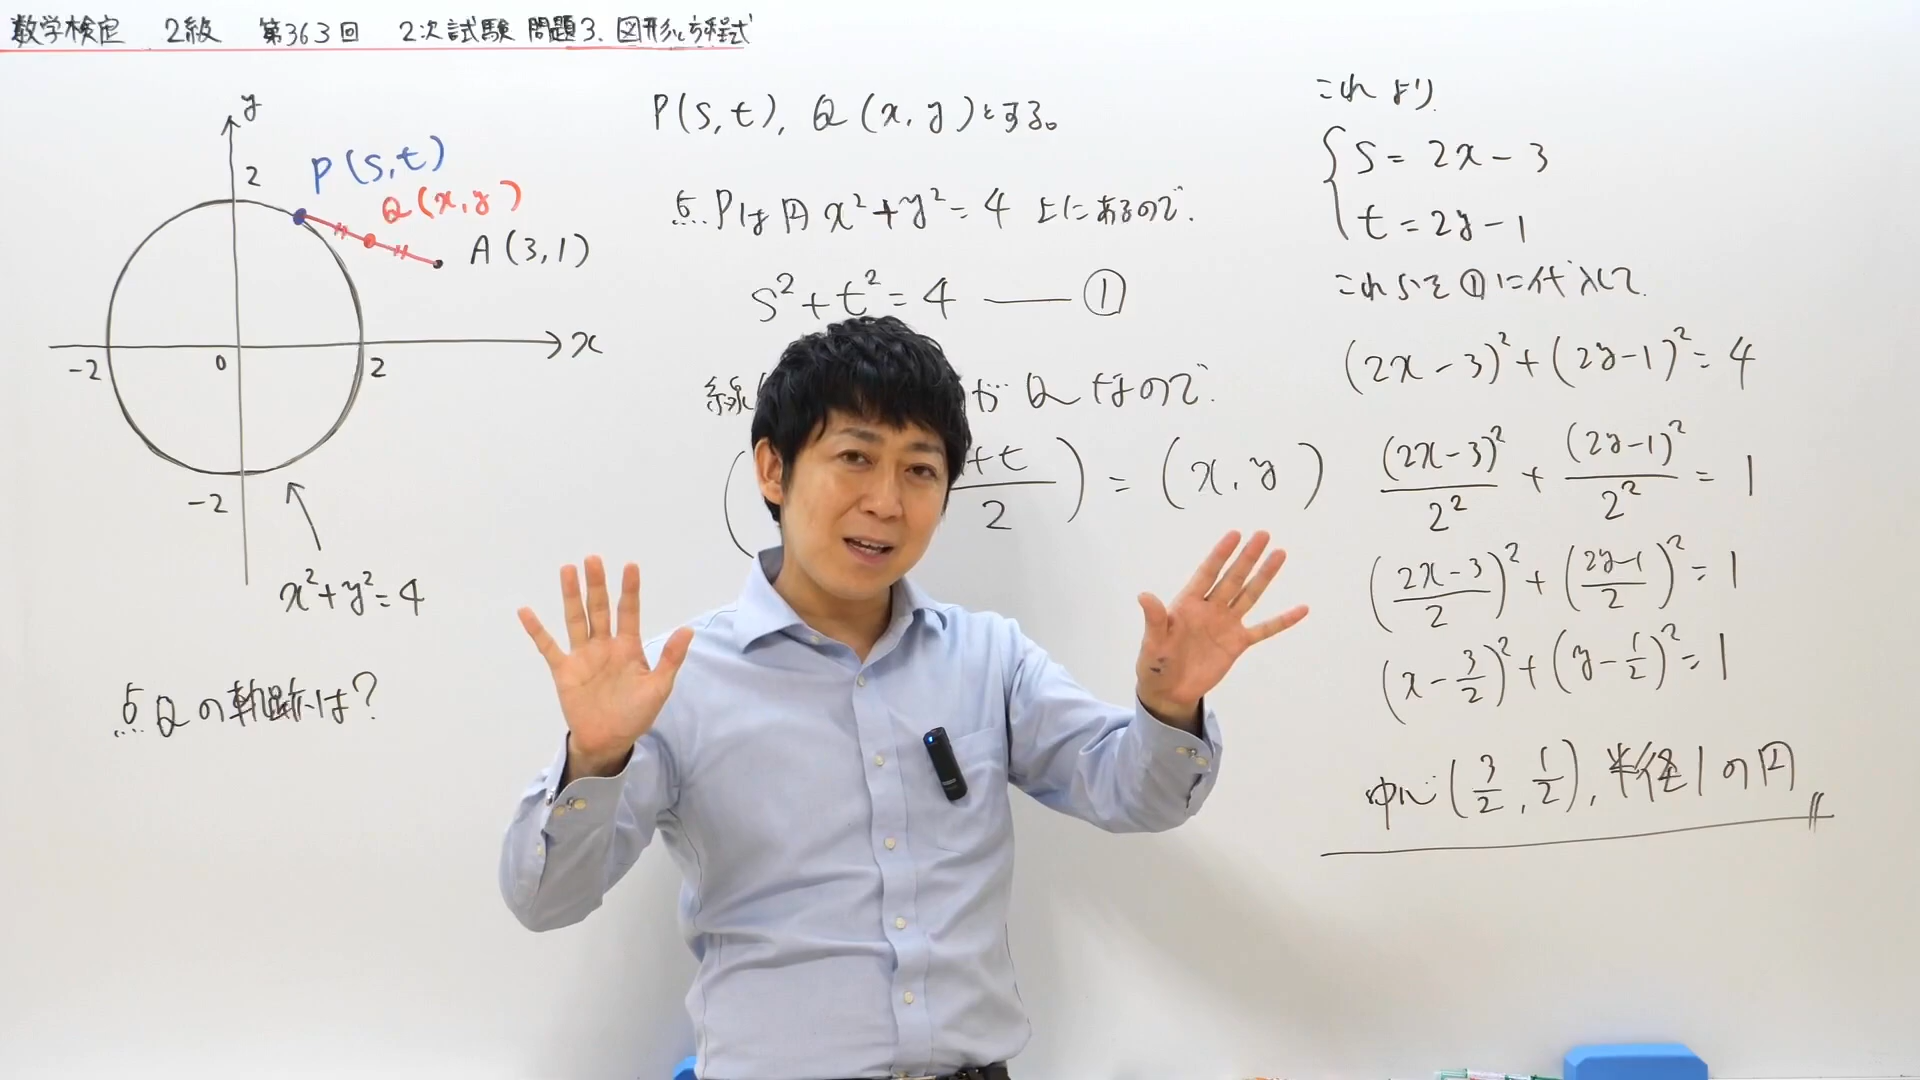 数学検定 2級 第363回 2次試験 問題3. 図形と方程式
y
2
P(s,t)
Q(x,y)
A(3,1)
-2
0
2
x
-2
x²+y²=4
点Qの軌跡は?
P(s,t), Q(x,y)とする。
点Pは円x²+y²=4上にあるので.
s²+t²=4 ― ①
線 がQなので.
( +t/2) = (x,y)
これより
{s=2x-3
t=2y-1
これらを①に代入して.
(2x-3)²+(2y-1)²=4
(2x-3)²/2² + (2y-1)²/2² = 1
((2x-3)/2)²+((2y-1)/2)²=1
(x-3/2)²+(y-1/2)²=1
中心(3/2, 1/2), 半径1の円